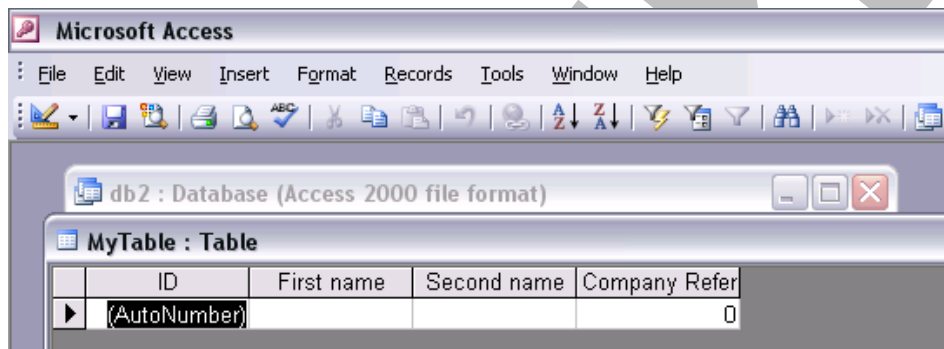 Microsoft Access
File Edit View Insert Format Records Tools Window Help
ABC
A Z Z A
db2 : Database (Access 2000 file format)
MyTable : Table
ID First name Second name Company Refer
(AutoNumber) 0